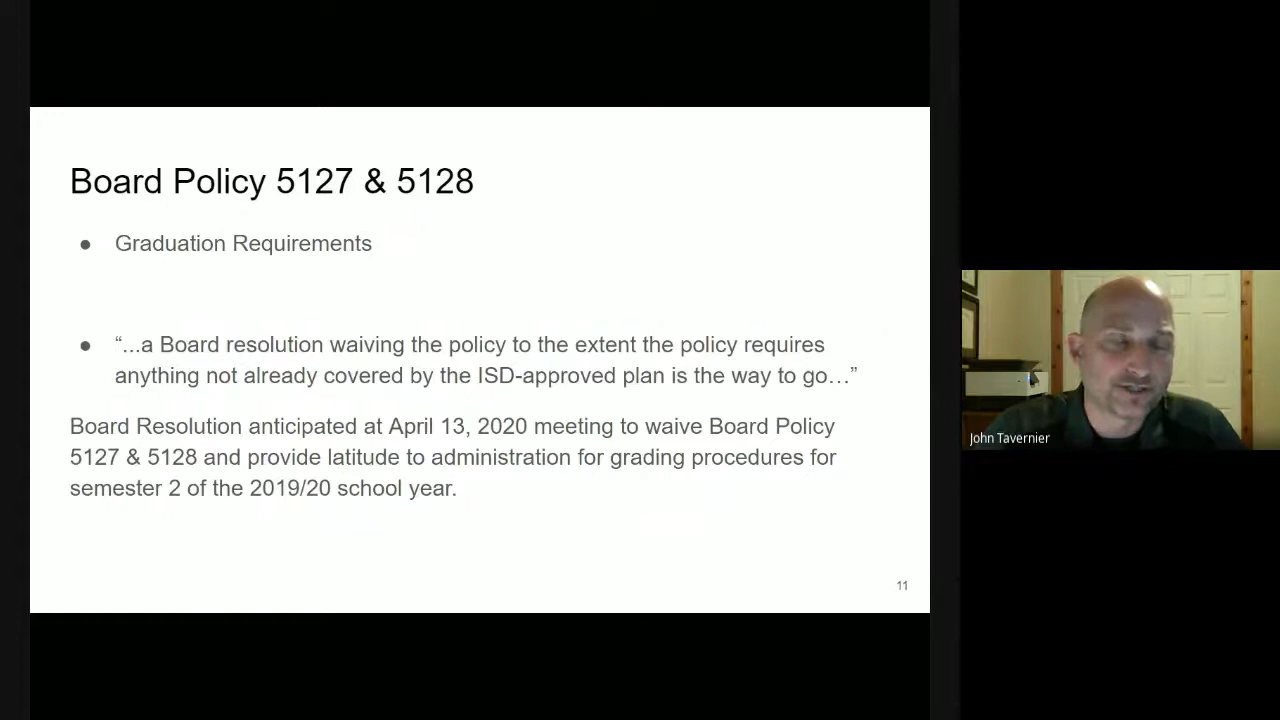 Board Policy 5127 & 5128
● Graduation Requirements
● “...a Board resolution waiving the policy to the extent the policy requires
anything not already covered by the ISD-approved plan is the way to go…”
Board Resolution anticipated at April 13, 2020 meeting to waive Board Policy
5127 & 5128 and provide latitude to administration for grading procedures for
semester 2 of the 2019/20 school year.
11
John Tavernier